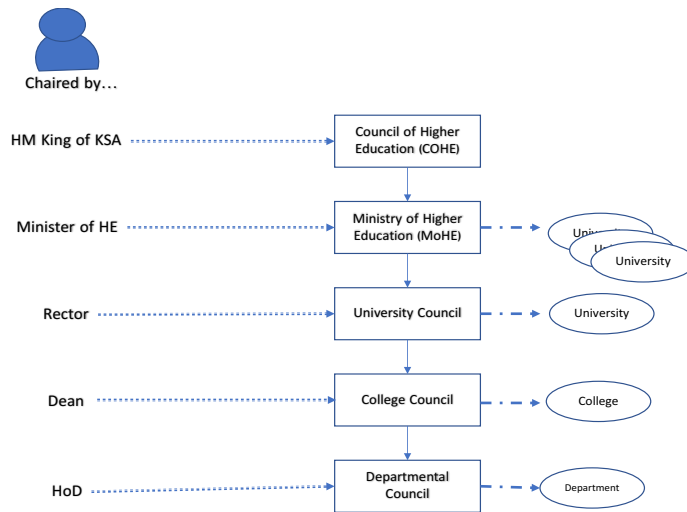 Chaired by…
HM King of KSA
Council of Higher
Education (COHE)
Minister of HE
Ministry of Higher
Education (MoHE)
University
Rector
University Council
University
Dean
College Council
College
HoD
Departmental
Council
Department